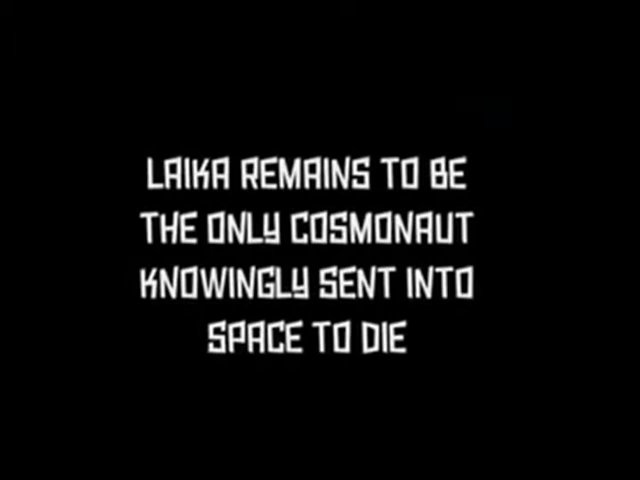 LAIKA REMAINS TO BE
THE ONLY COSMONAUT
KNOWINGLY SENT INTO
SPACE TO DIE